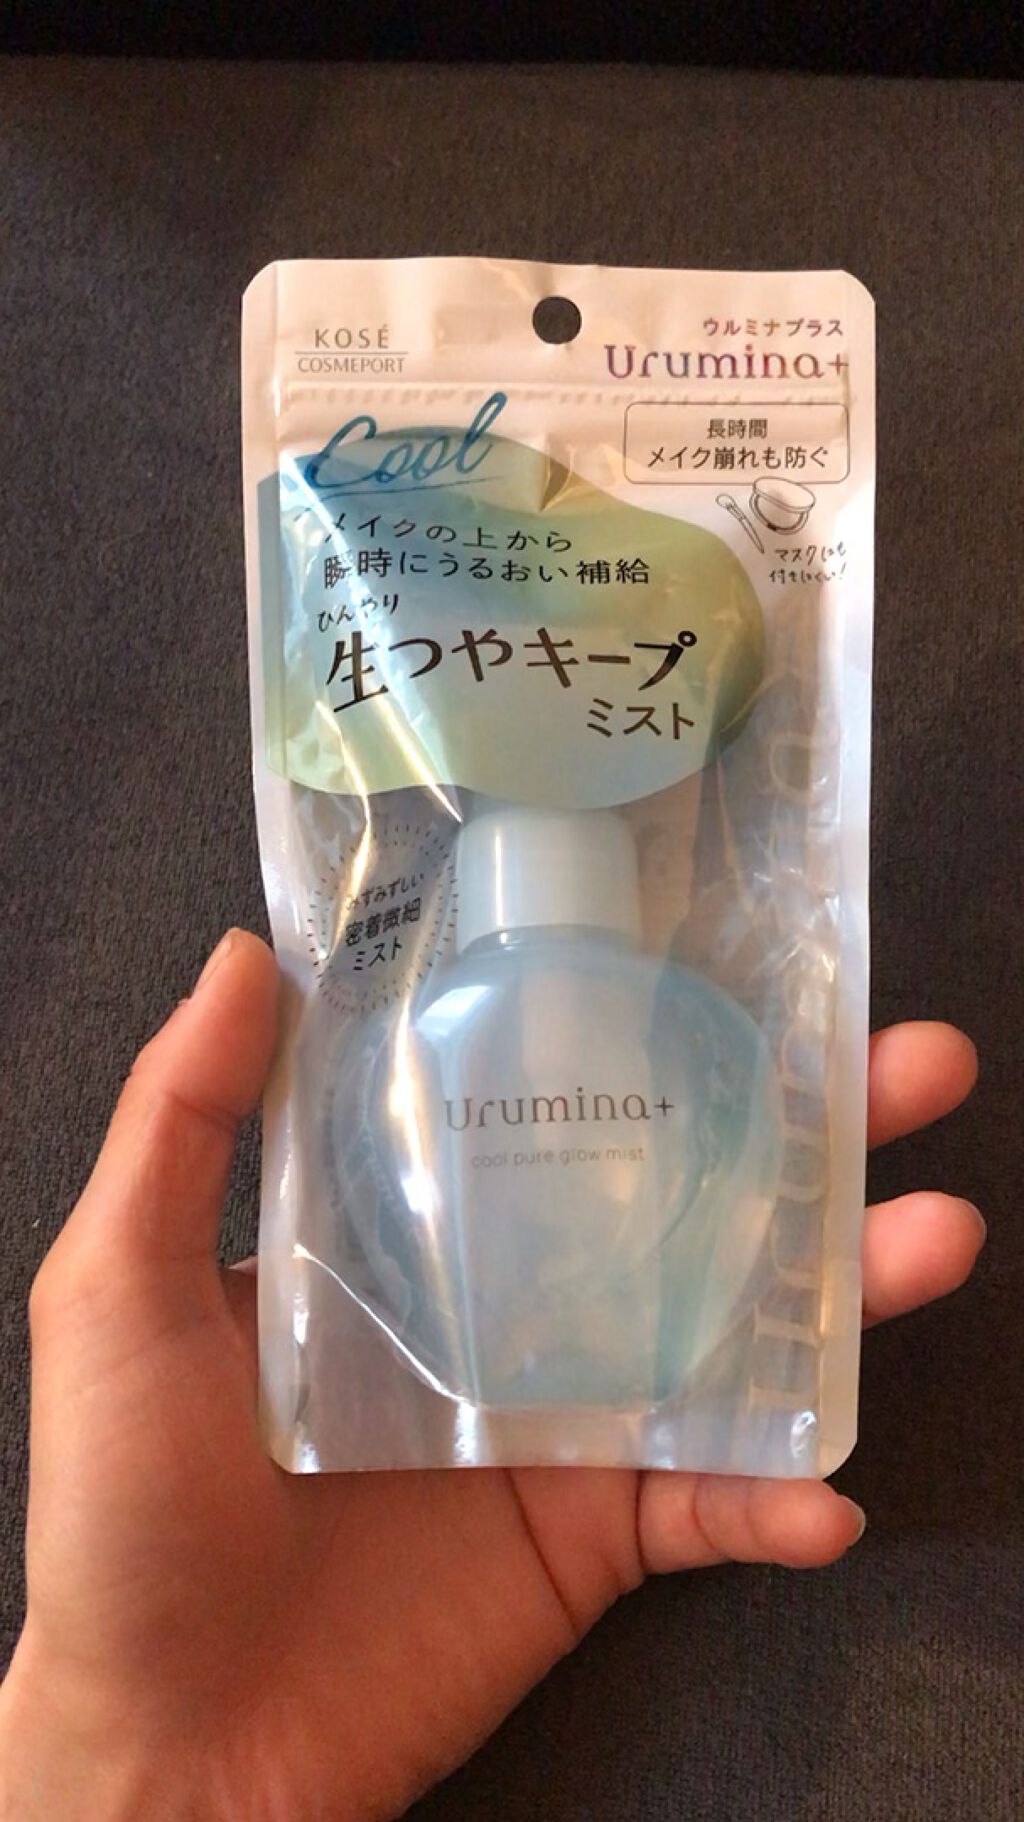 KOSÉ
COSMEPORT
ウルミナプラス
Urumina+
Cool
長時間
メイク崩れも防ぐ
マスクにも
付きにくい!
メイクの上から
瞬時にうるおい補給
ひんやり
生つやキープ
ミスト
みずみずしい
密着微細
ミスト
Urumina+
cool pure glow mist
Urumina+